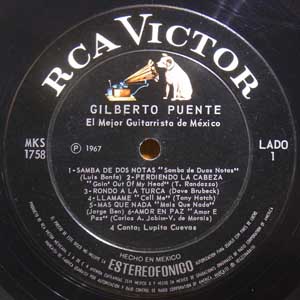 RCA VICTOR
GILBERTO PUENTE
El Mejor Guitarrista de México
MKS
1758
Ⓟ 1967
LADO
1
1-SAMBA DE DOS NOTAS "Samba de Duas Notas"
(Luis Bonfa) 2-PERDIENDO LA CABEZA
"Goin' Out Of My Head" (T. Randazzo)
3-RONDO A LA TURCA (Dave Brubeck)
4-LLAMAME "Call Me" (Tony Hatch)
5-MAS QUE NADA "Mais Que Nada"
(Jorge Ben) 6-AMOR EN PAZ "Amor E
Paz" (Carlos A. Jobim-V. de Morals)
4 Canta: Lupita Cuevas
HECHO EN MEXICO
ESTEREOFONICO